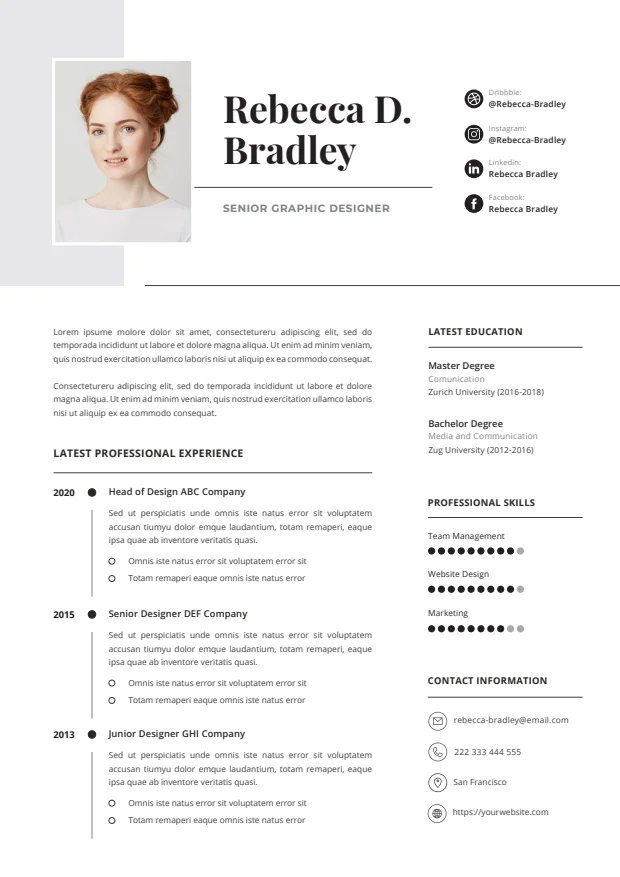 Rebecca D.
Bradley
SENIOR GRAPHIC DESIGNER
Dribbble:
@Rebecca-Bradley
Instagram:
@Rebecca-Bradley
Linkedin:
Rebecca Bradley
Facebook:
Rebecca Bradley
Lorem ipsume molore dolor sit amet, consectetureru adipiscing elit, sed do
temporada incididunt ut labore et dolore magna aliqua. Ut enim ad minim veniam,
quis nostrud exercitation ullamco laboris nisi ut aliquip ex ea commodo consequat.
Consectetureru adipiscing elit, sed do temporada incididunt ut labore et dolore
magna aliqua. Ut enim ad minim veniam, quis nostrud exercitation ullamco laboris
nisi ut aliquip ex ea commodo consequat.
LATEST PROFESSIONAL EXPERIENCE
2020 Head of Design ABC Company
Sed ut perspiciatis unde omnis iste natus error sit voluptatem
accusan tiumyu dolor emque laudantium, totam remaperi, eaque
ipsa quae ab inventore veritatis quasi.
Omnis iste natus error sit voluptatem error sit
Totam remaperi eaque omnis iste natus error
2015 Senior Designer DEF Company
Sed ut perspiciatis unde omnis iste natus error sit voluptatem
accusan tiumyu dolor emque laudantium, totam remaperi, eaque
ipsa quae ab inventore veritatis quasi.
Omnis iste natus error sit voluptatem error sit
Totam remaperi eaque omnis iste natus error
2013 Junior Designer GHI Company
Sed ut perspiciatis unde omnis iste natus error sit voluptatem
accusan tiumyu dolor emque laudantium, totam remaperi, eaque
ipsa quae ab inventore veritatis quasi.
Omnis iste natus error sit voluptatem error sit
Totam remaperi eaque omnis iste natus error
LATEST EDUCATION
Master Degree
Comunication
Zurich University (2016-2018)
Bachelor Degree
Media and Communication
Zug University (2012-2016)
PROFESSIONAL SKILLS
Team Management
Website Design
Marketing
CONTACT INFORMATION
rebecca-bradley@email.com
222 333 444 555
San Francisco
https://yourwebsite.com